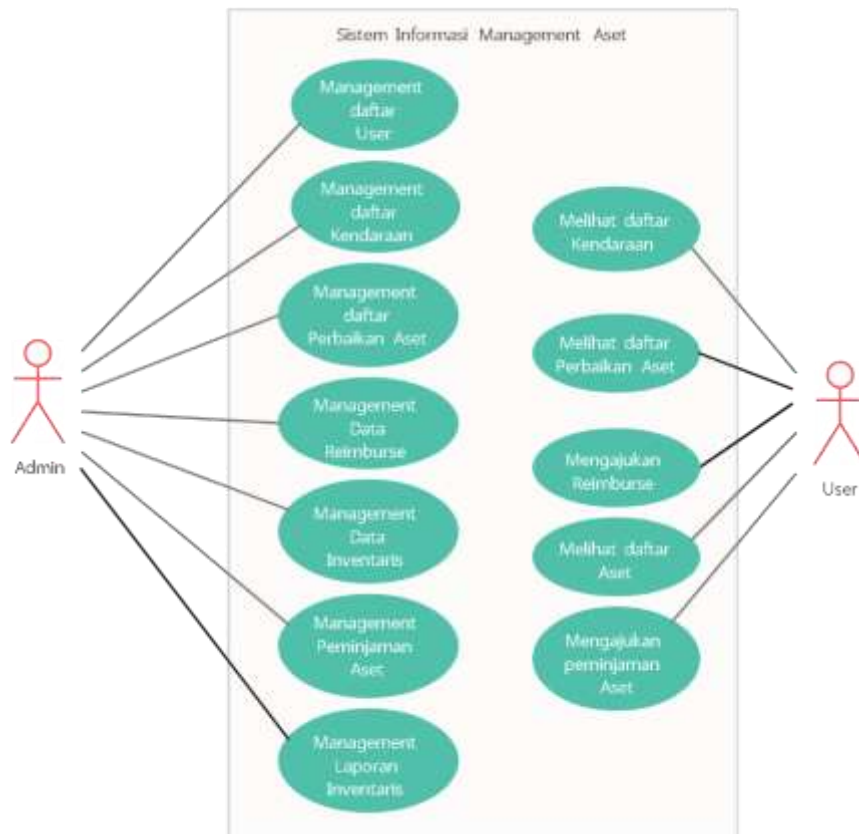 Sistem Informasi Management Aset
Management
daftar
User
Management
daftar
Kendaraan
Management
daftar
Perbaikan Aset
Management
Data
Reimburse
Management
Data
Inventaris
Management
Peminjaman
Aset
Management
Laporan
Inventaris
Melihat daftar
Kendaraan
Melihat daftar
Perbaikan Aset
Mengajukan
Reimburse
Melihat daftar
Aset
Mengajukan
peminjaman
Aset
Admin
User